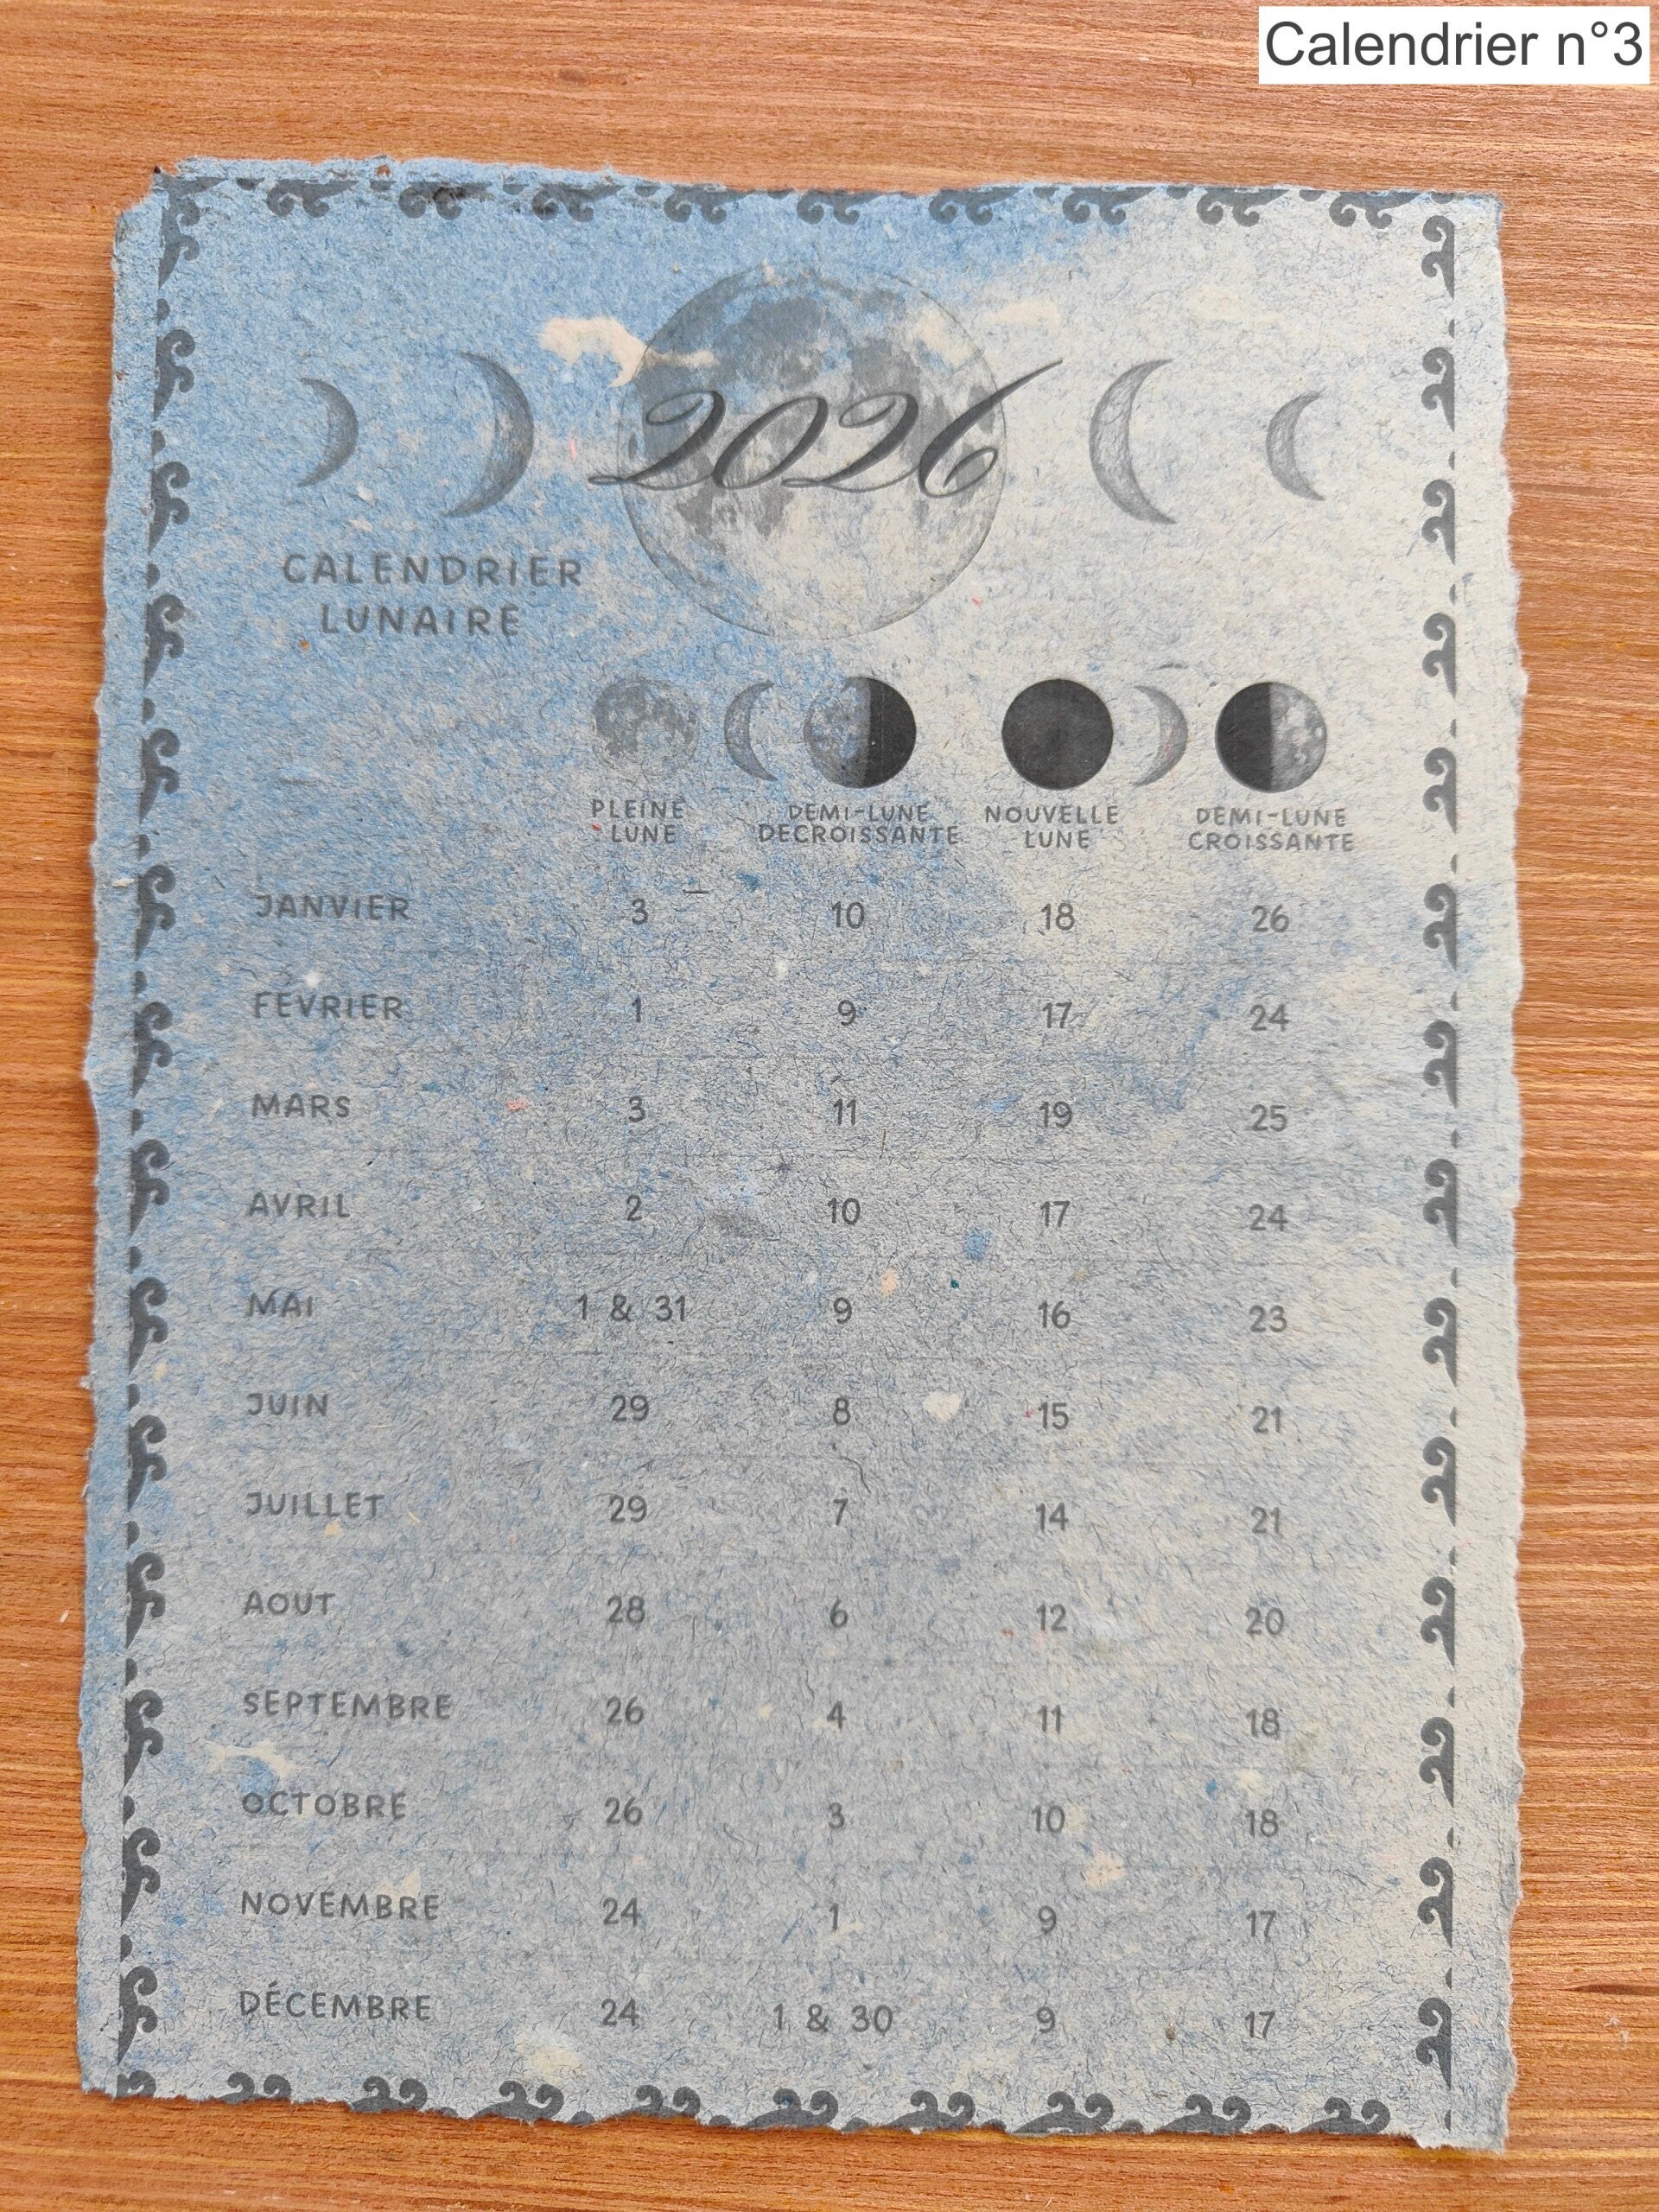 Calendrier n°3
2026
CALENDRIER
LUNAIRE
PLEINE LUNE DEMI-LUNE DECROISSANTE NOUVELLE LUNE DEMI-LUNE CROISSANTE
JANVIER 3 10 18 26
FEVRIER 1 9 17 24
MARS 3 11 19 25
AVRIL 2 10 17 24
MAI 1 & 31 9 16 23
JUIN 29 8 15 21
JUILLET 29 7 14 21
AOUT 28 6 12 20
SEPTEMBRE 26 4 11 18
OCTOBRE 26 3 10 18
NOVEMBRE 24 1 9 17
DÉCEMBRE 24 1 & 30 9 17